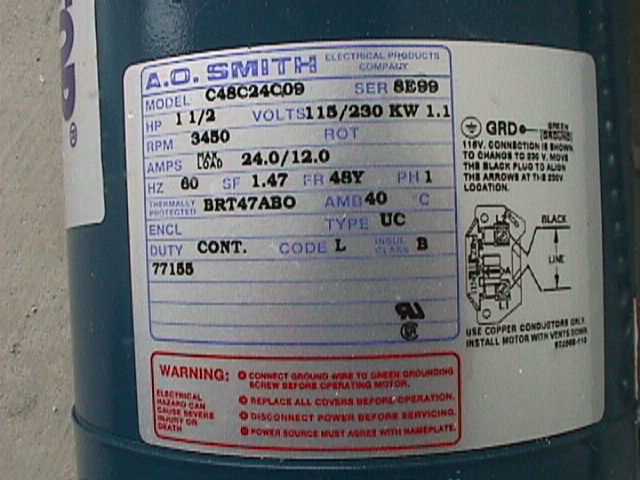 A.O. SMITH ELECTRICAL PRODUCTS COMPANY
MODEL C48C24C09 SER 8E99
HP 1 1/2 VOLTS 115/230 KW 1.1
RPM 3450 ROT
AMPS MAX LOAD 24.0/12.0
HZ 60 SF 1.47 FR 48Y PH 1
THERMALLY PROTECTED BRT47ABO AMB 40 C
ENCL TYPE UC
DUTY CONT. CODE L INSUL CLASS B
77155
WARNING:
ELECTRICAL
HAZARD CAN
CAUSE SEVERE
INJURY OR
DEATH
CONNECT GROUND WIRE TO GREEN GROUNDING
SCREW BEFORE OPERATING MOTOR.
REPLACE ALL COVERS BEFORE OPERATION.
DISCONNECT POWER BEFORE SERVICING.
POWER SOURCE MUST AGREE WITH NAMEPLATE.
GRD GREEN
GROUND
115V. CONNECTION IS SHOWN
TO CHANGE TO 230 V. MOVE
THE BLACK PLUG TO ALIGN
THE ARROWS AT THE 230V
LOCATION.
BLACK
LINE
USE COPPER CONDUCTORS ONLY
INSTALL MOTOR WITH VENTS DOWN